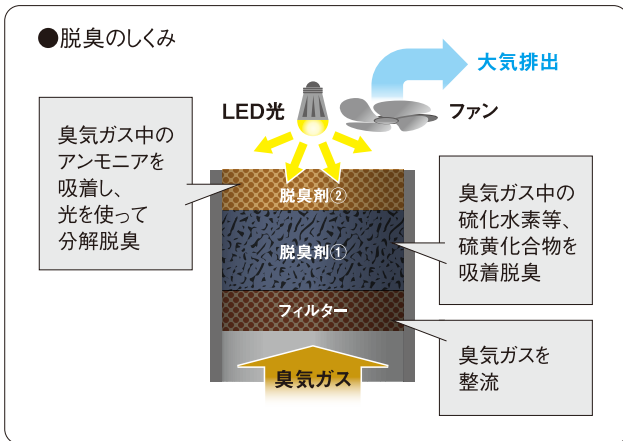 ●脱臭のしくみ
大気排出
LED光
ファン
臭気ガス中の
アンモニアを
吸着し、
光を使って
分解脱臭
脱臭剤②
脱臭剤①
フィルター
臭気ガス中の
硫化水素等、
硫黄化合物を
吸着脱臭
臭気ガスを
整流
臭気ガス